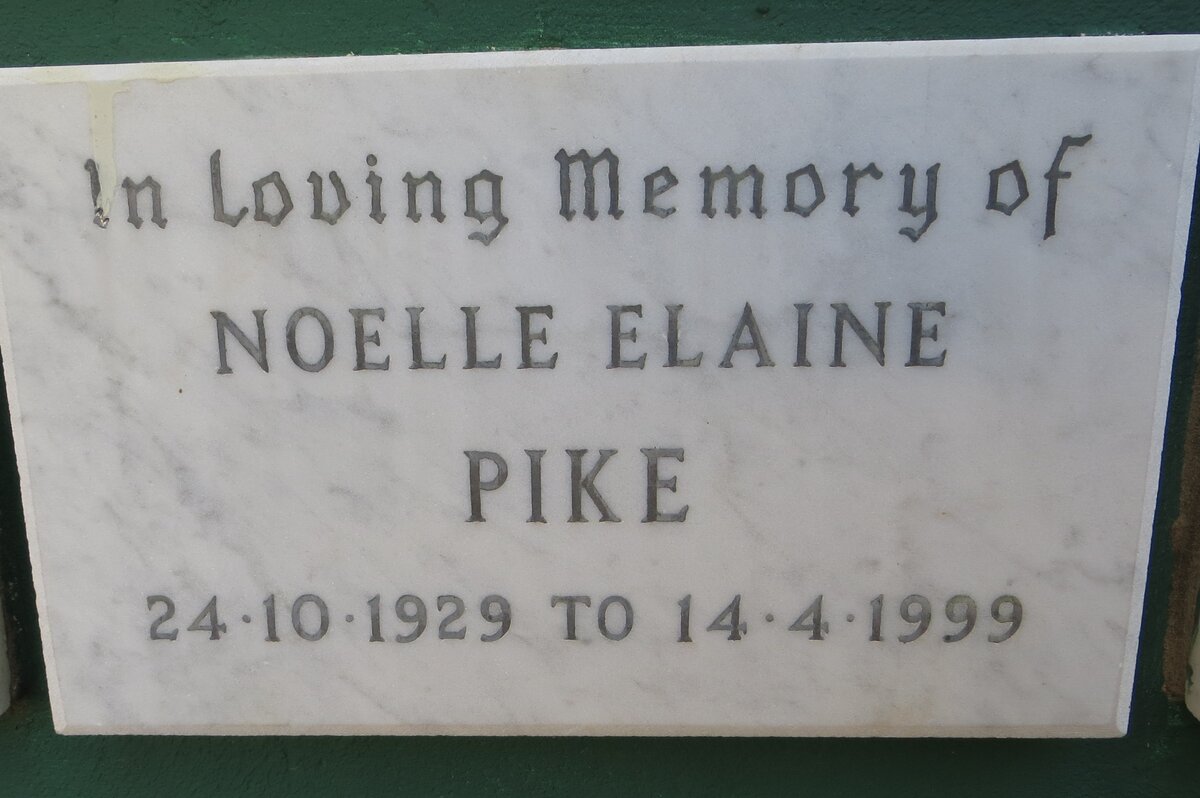 In Loving Memory of
NOELLE ELAINE
PIKE
24·10·1929 TO 14·4·1999